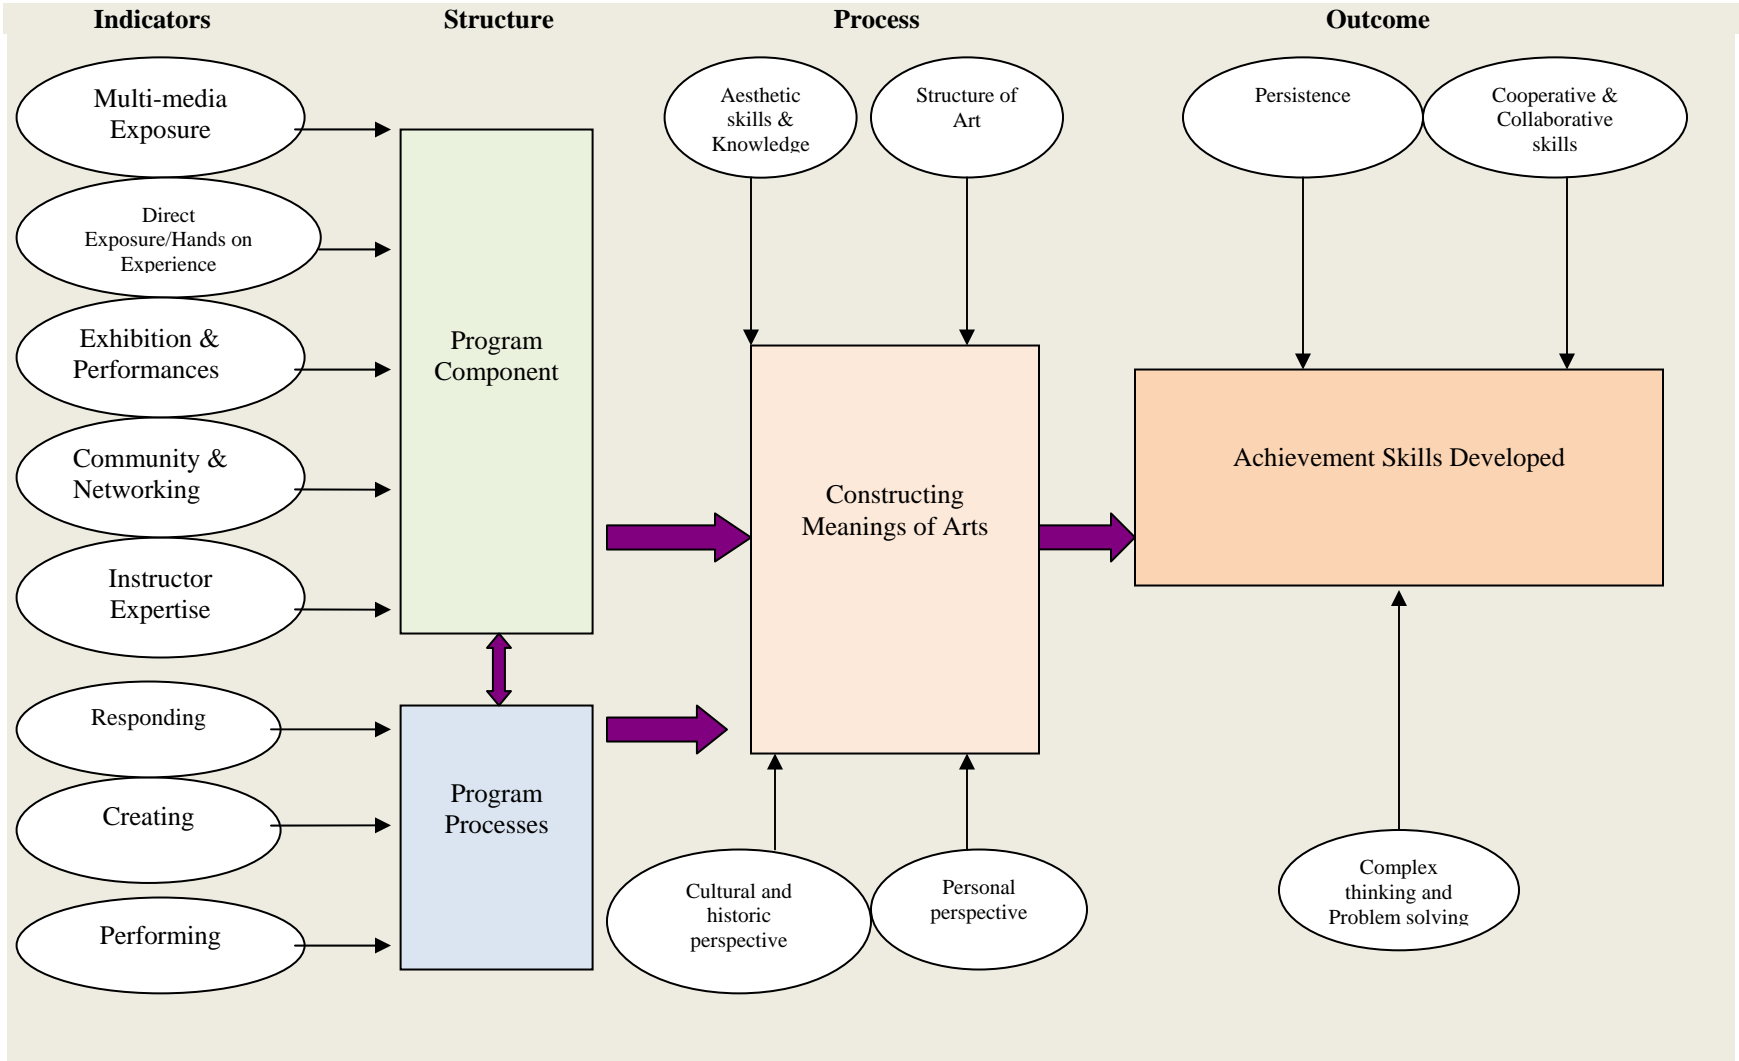 Indicators
Structure
Process
Outcome
Multi-media
Exposure
Direct
Exposure/Hands on
Experience
Exhibition &
Performances
Community &
Networking
Instructor
Expertise
Responding
Creating
Performing
Program
Component
Program
Processes
Aesthetic
skills &
Knowledge
Structure of
Art
Constructing
Meanings of Arts
Cultural and
historic
perspective
Personal
perspective
Persistence
Cooperative &
Collaborative
skills
Achievement Skills Developed
Complex
thinking and
Problem solving